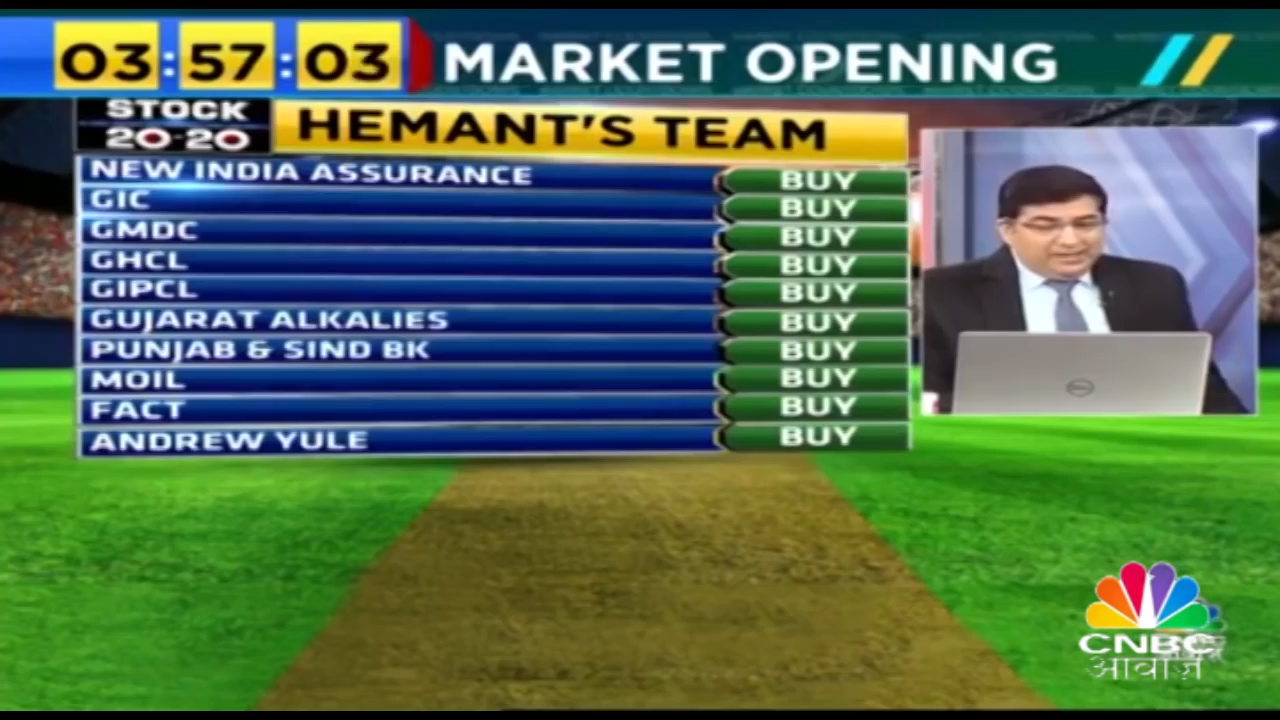 03:57:03 MARKET OPENING
STOCK
20-20
HEMANT'S TEAM
NEW INDIA ASSURANCE BUY
GIC BUY
GMDC BUY
GHCL BUY
GIPCL BUY
GUJARAT ALKALIES BUY
PUNJAB & SIND BK BUY
MOIL BUY
FACT BUY
ANDREW YULE BUY
DELL
CNBC
आवाज़